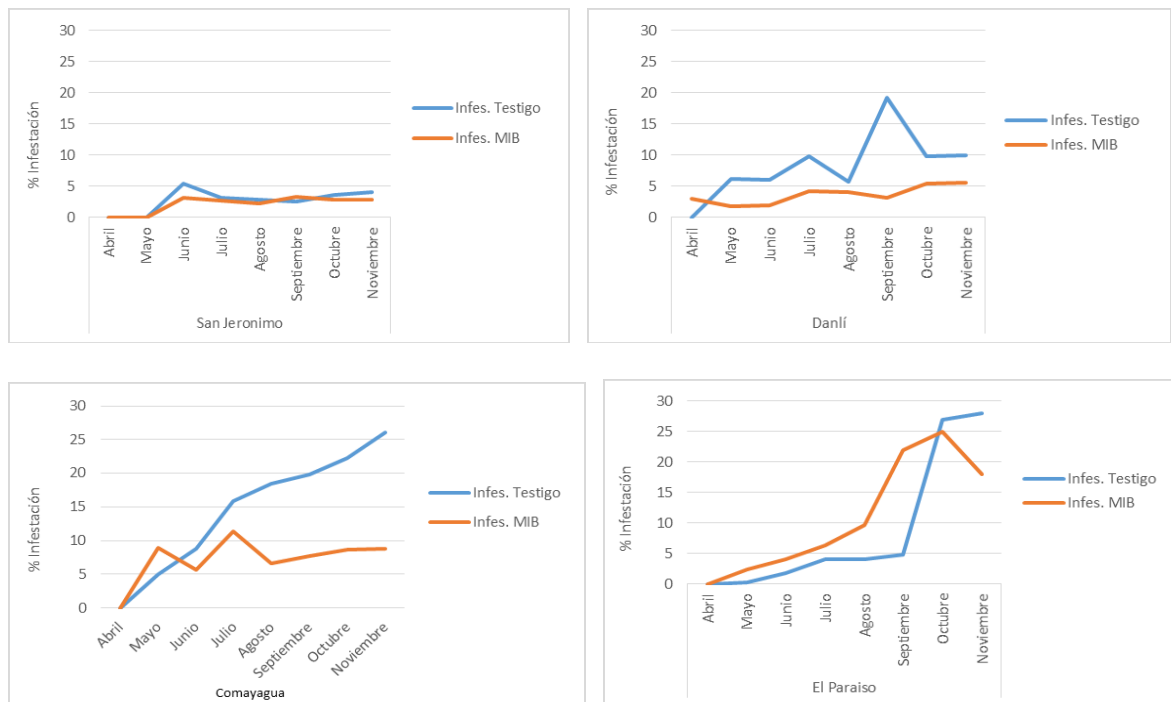 30
25
20
15
10
5
0
% Infestación
Abril
Mayo
Junio
Julio
Agosto
Septiembre
Octubre
Noviembre
San Jeronimo
Infes. Testigo
Infes. MIB
30
25
20
15
10
5
0
% Infestación
Abril
Mayo
Junio
Julio
Agosto
Septiembre
Octubre
Noviembre
Danlí
Infes. Testigo
Infes. MIB
30
25
20
15
10
5
0
% Infestación
Abril
Mayo
Junio
Julio
Agosto
Septiembre
Octubre
Noviembre
Comayagua
Infes. Testigo
Infes. MIB
30
25
20
15
10
5
0
% Infestación
Abril
Mayo
Junio
Julio
Agosto
Septiembre
Octubre
Noviembre
El Paraiso
Infes. Testigo
Infes. MIB